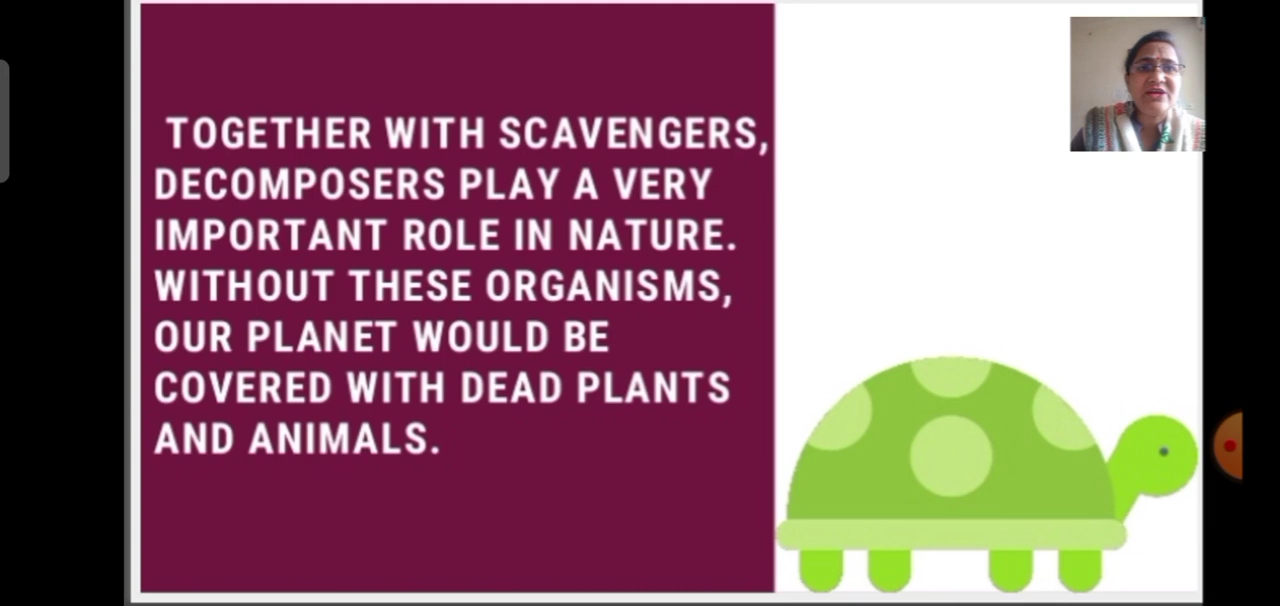 TOGETHER WITH SCAVENGERS,
DECOMPOSERS PLAY A VERY
IMPORTANT ROLE IN NATURE.
WITHOUT THESE ORGANISMS,
OUR PLANET WOULD BE
COVERED WITH DEAD PLANTS
AND ANIMALS.